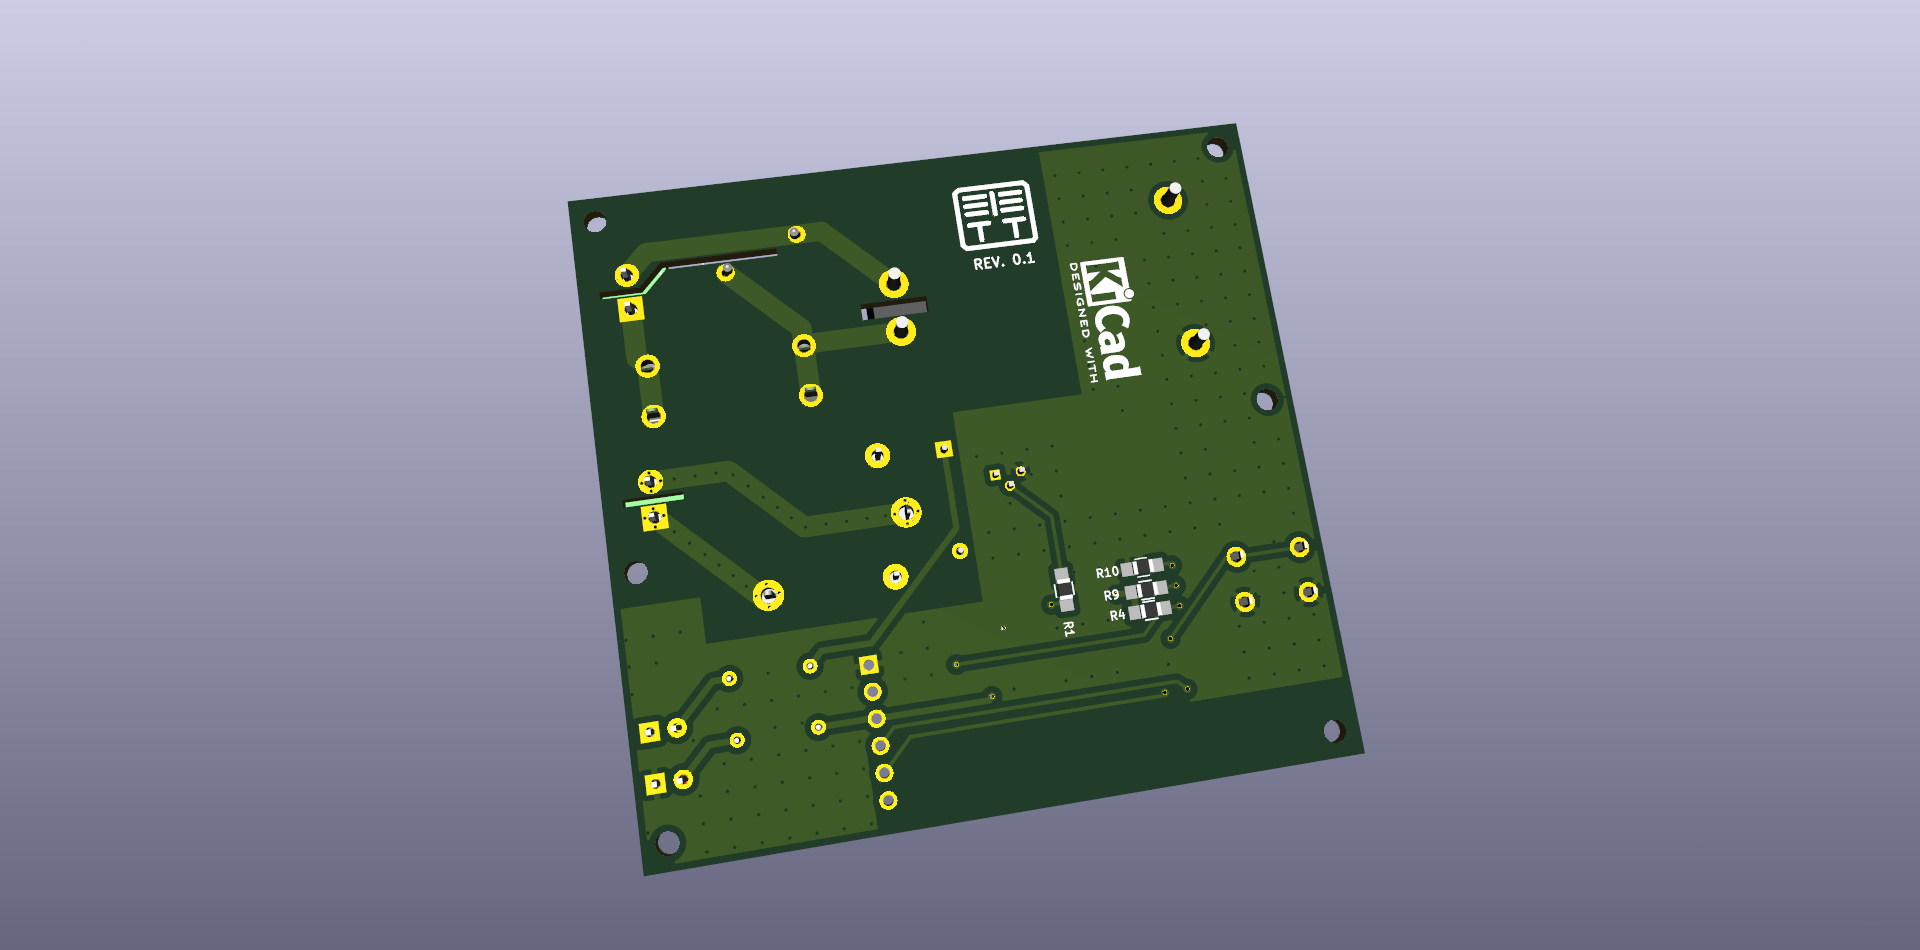 T T
REV. 0.1
DESIGNED WITH
KiCad
R10
R9
R4
R1